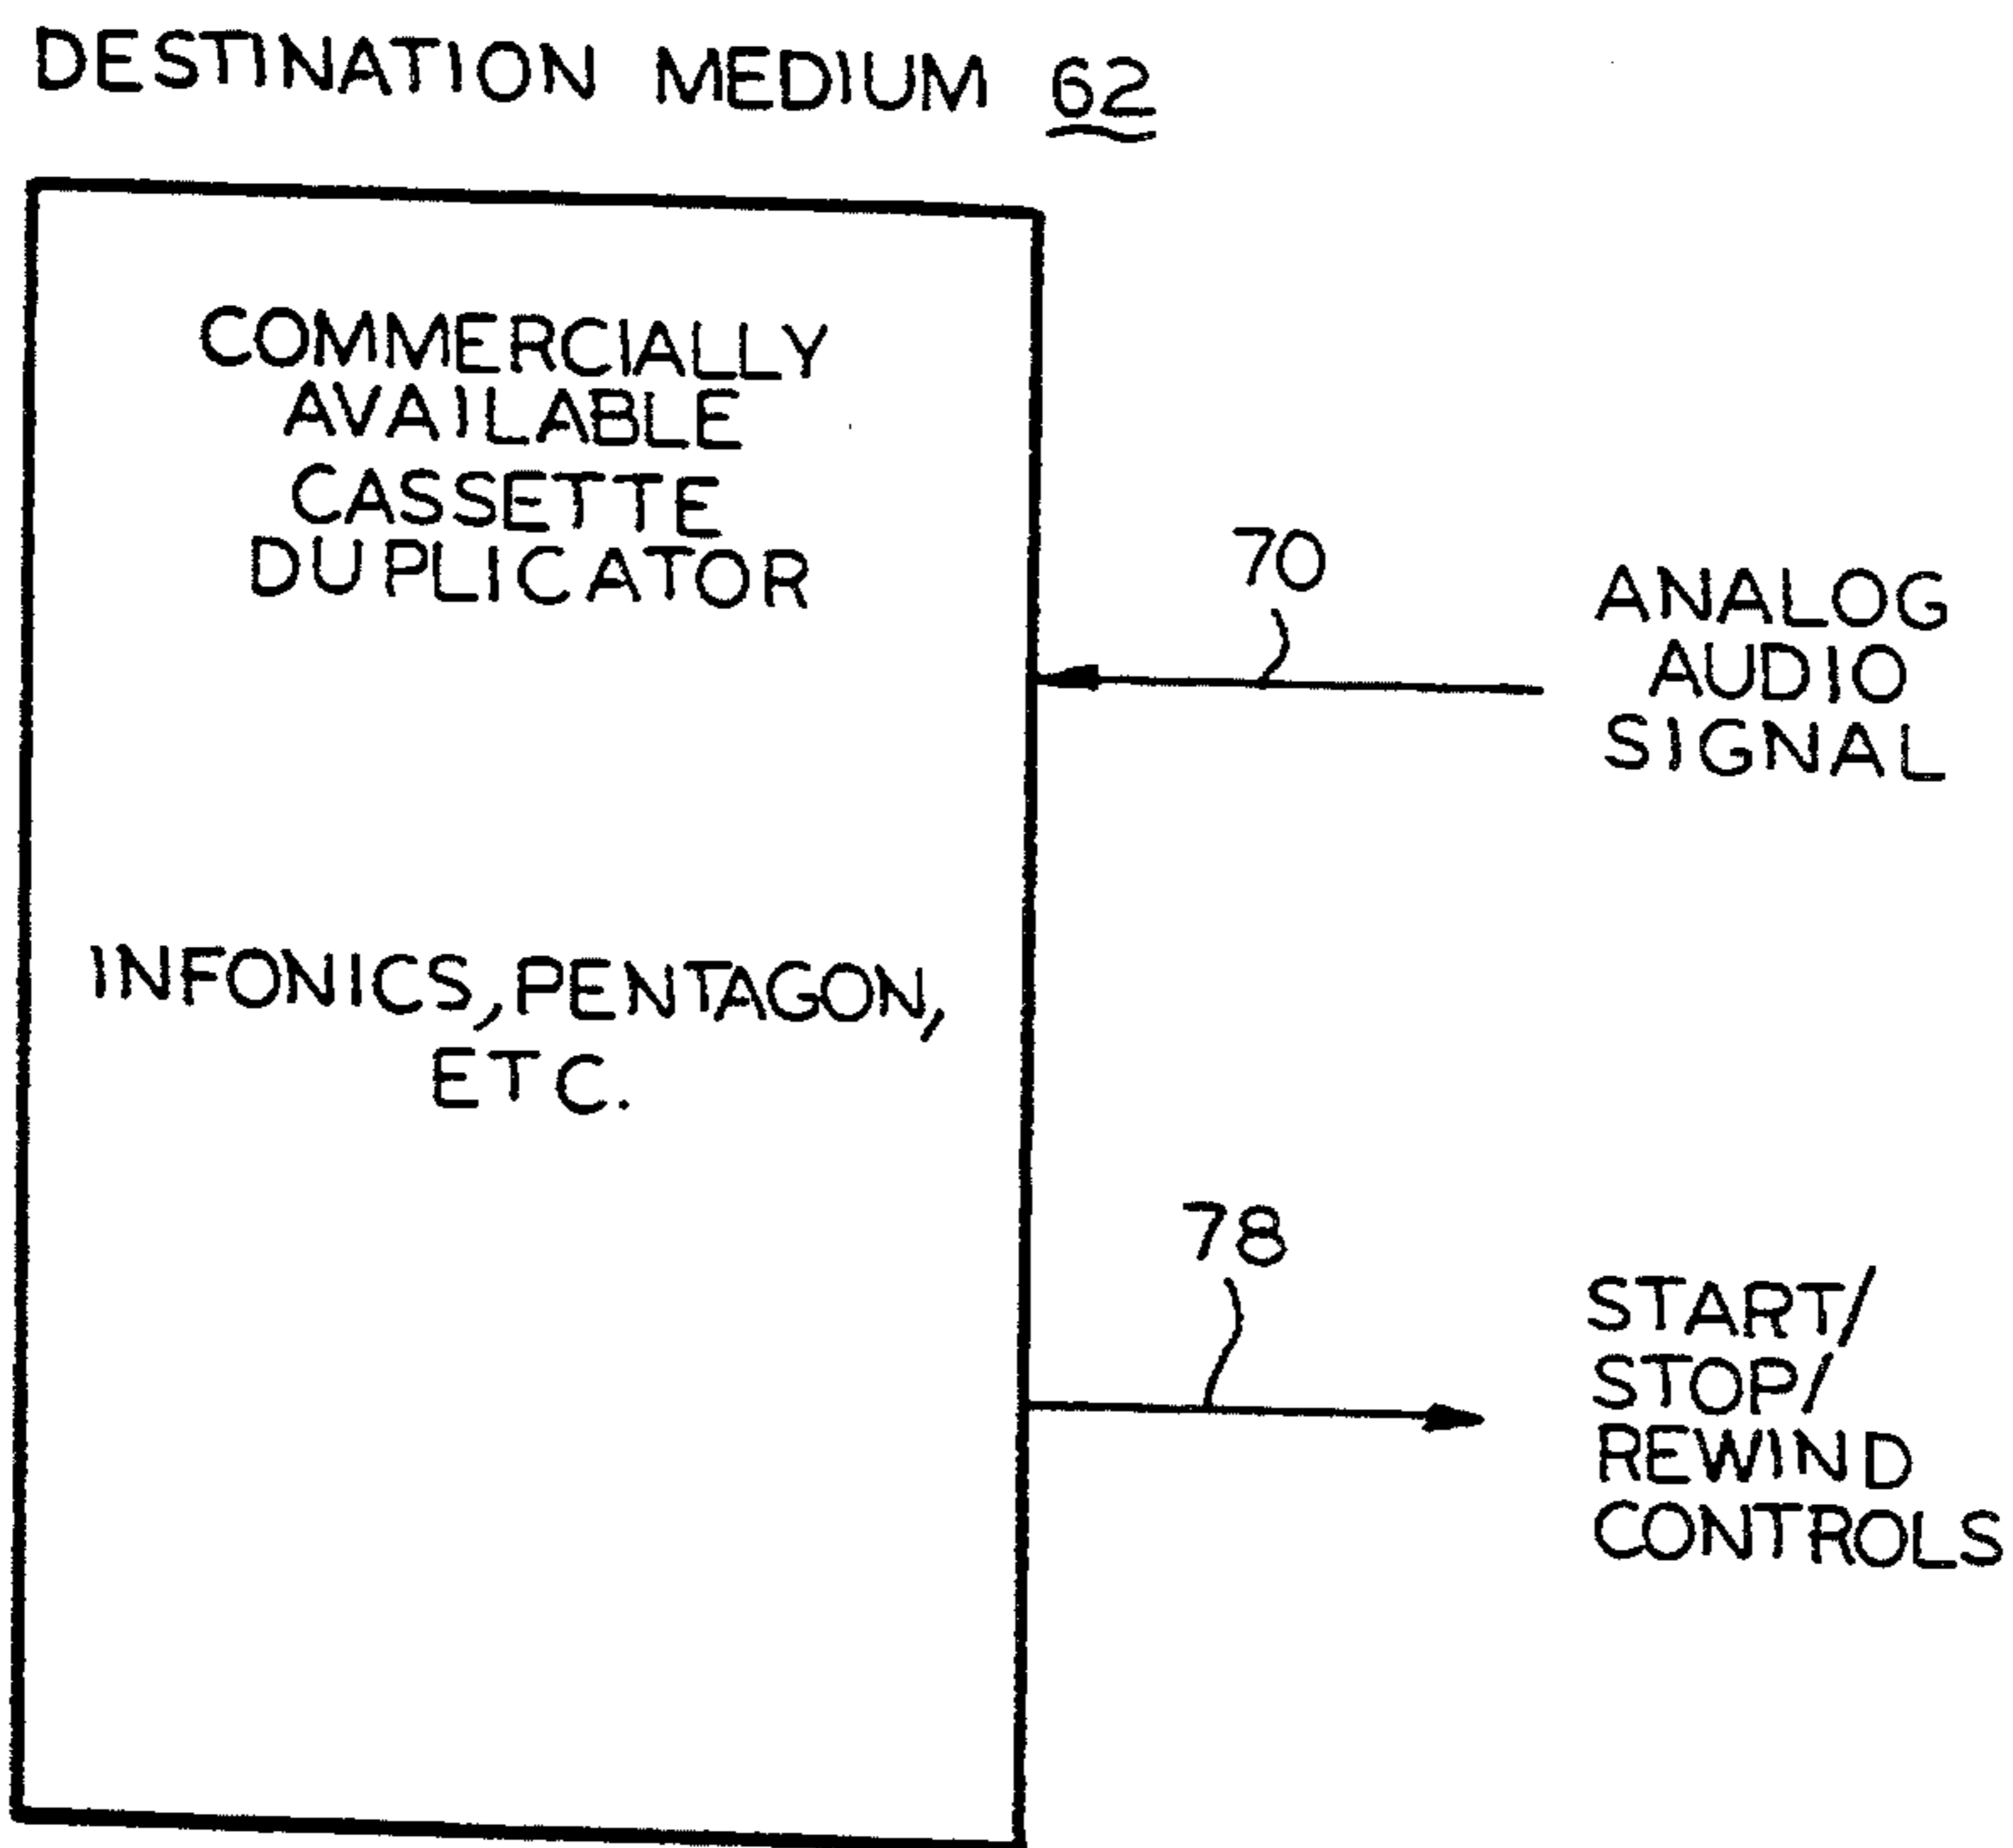 DESTINATION MEDIUM 62
COMMERCIALLY
AVAILABLE
CASSETTE
DUPLICATOR
INFONICS, PENTAGON,
ETC.
70
ANALOG
AUDIO
SIGNAL
78
START/
STOP/
REWIND
CONTROLS